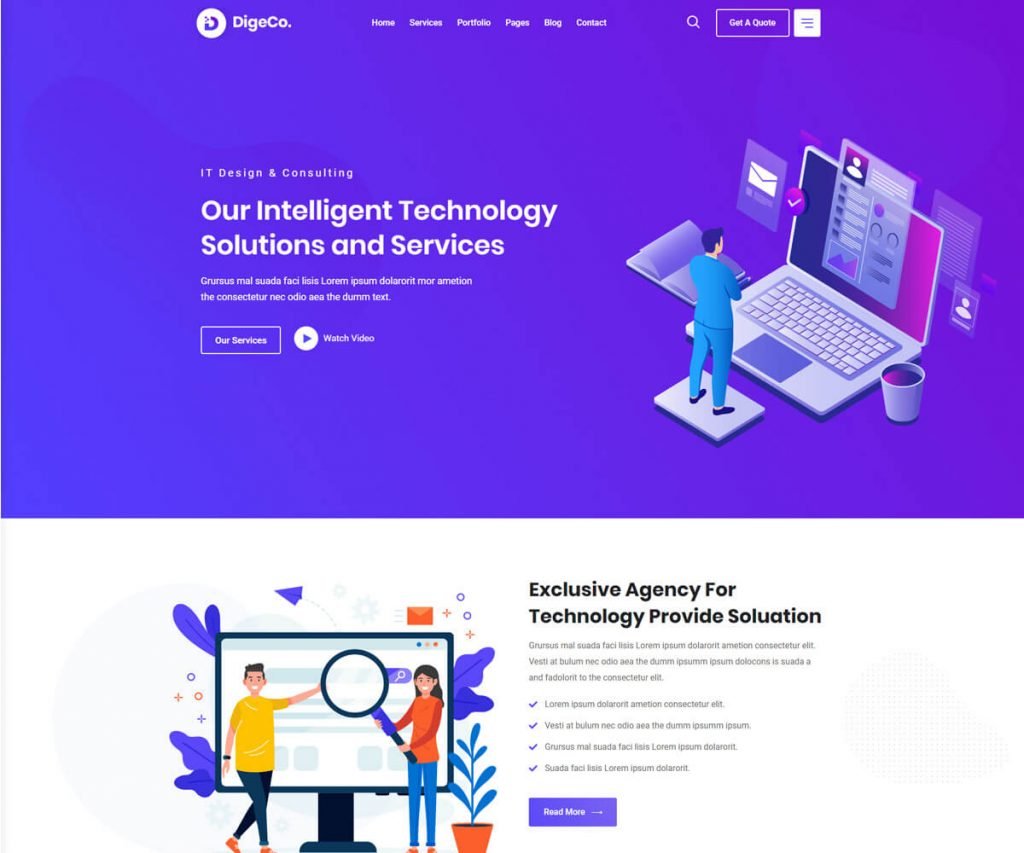 DigeCo.
Home Services Portfolio Pages Blog Contact
Get A Quote
IT Design & Consulting
Our Intelligent Technology
Solutions and Services
Grursus mal suada faci lisis Lorem ipsum dolarorit mor ametion
the consectetur nec odio aea the dumm text.
Our Services
Watch Video
Exclusive Agency For
Technology Provide Soluation
Grursus mal suada faci lisis Lorem ipsum dolarorit ametion consectetur elit.
Vesti at bulum nec odio aea the dumm ipsumm ipsum dolocons is suada a
and fadolorit to the consectetur elit.
Lorem ipsum dolarorit ametion consectetur elit.
Vesti at bulum nec odio aea the dumm ipsumm ipsum.
Grursus mal suada faci lisis Lorem ipsum dolarorit.
Suada faci lisis Lorem ipsum dolarorit.
Read More